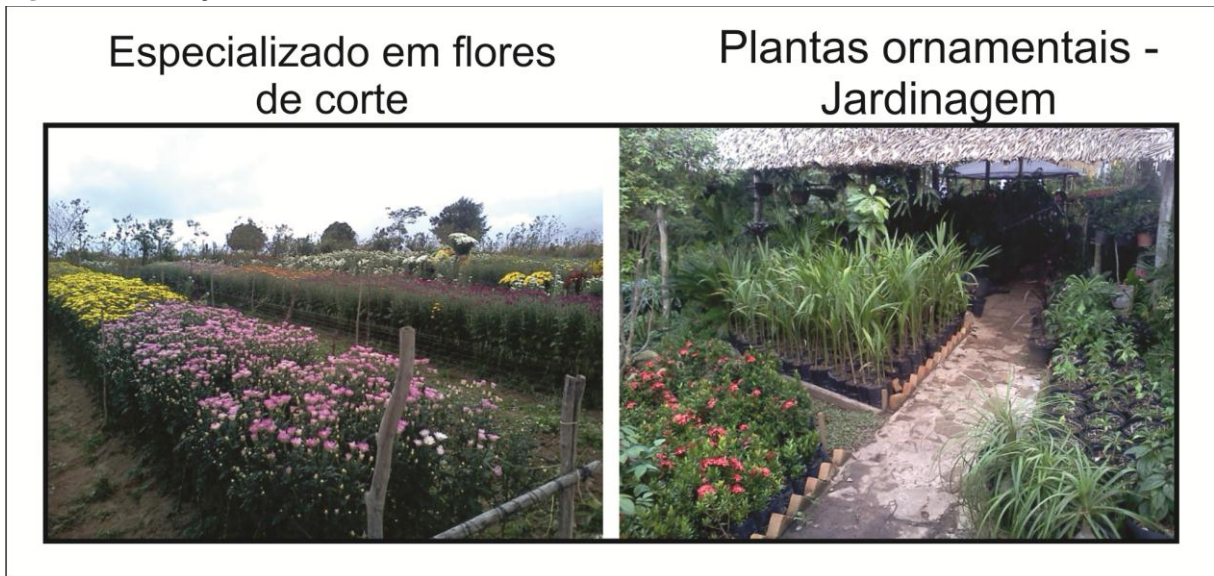 Especializado em flores
de corte
Plantas ornamentais -
Jardinagem